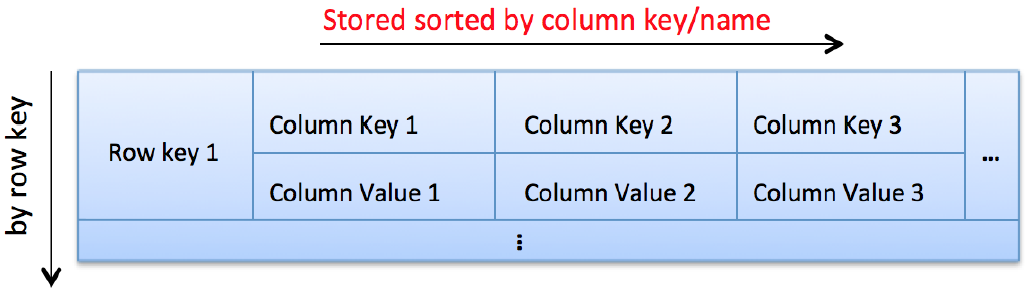 Stored sorted by column key/name
by row key
Row key 1
Column Key 1
Column Key 2
Column Key 3
...
Column Value 1
Column Value 2
Column Value 3
...